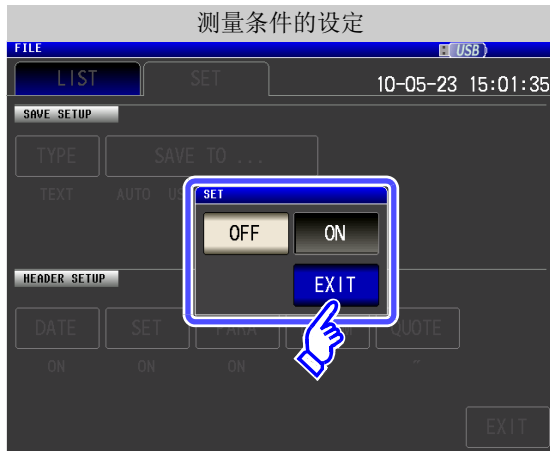 测量条件的设定
FILE USB
LIST SET 10-05-23 15:01:35
SAVE SETUP
TYPE SAVE TO ...
TEXT AUTO
SET
OFF ON
EXIT
HEADER SETUP
DATE SET PARA QUOTE
ON ON ON ~
EXIT